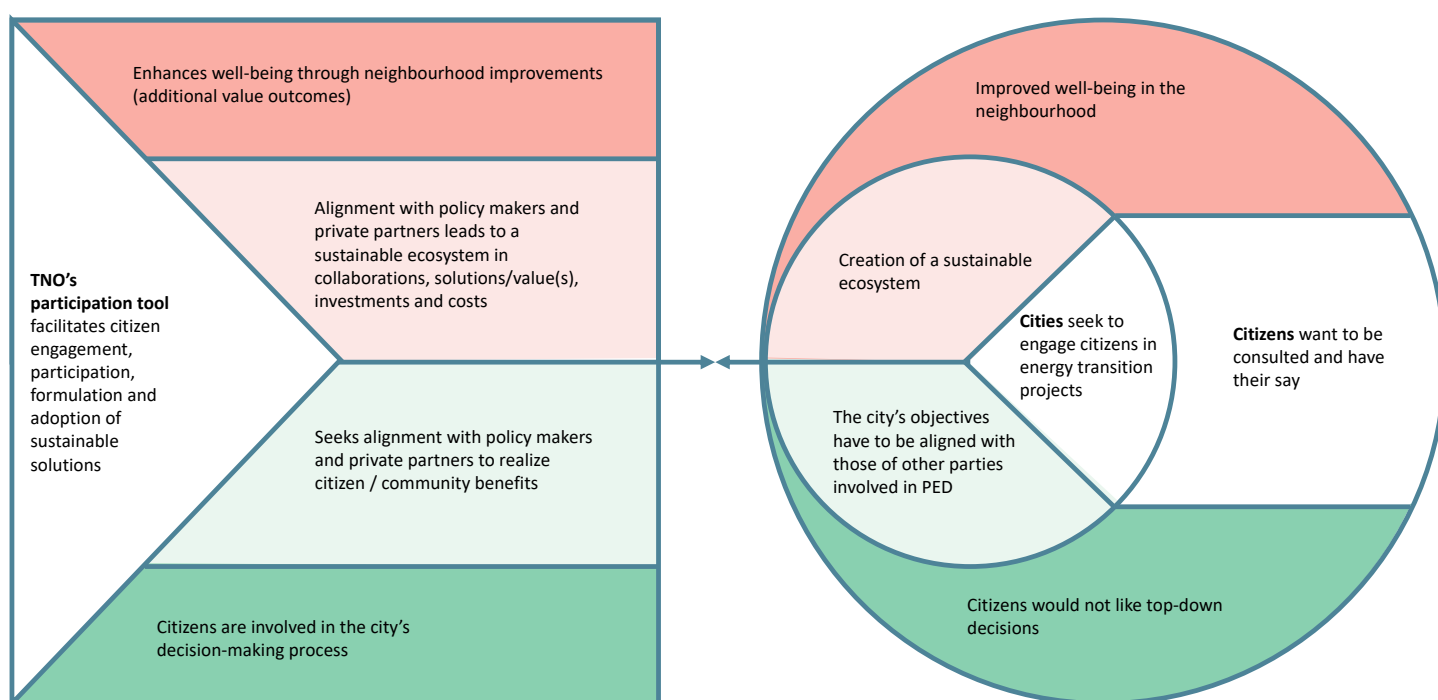 Enhances well-being through neighbourhood improvements
(additional value outcomes)
Alignment with policy makers and
private partners leads to a
sustainable ecosystem in
collaborations, solutions/value(s),
investments and costs
TNO's
participation tool
facilitates citizen
engagement,
participation,
formulation and
adoption of
sustainable
solutions
Seeks alignment with policy makers
and private partners to realize
citizen / community benefits
Citizens are involved in the city's
decision-making process
Improved well-being in the
neighbourhood
Creation of a sustainable
ecosystem
Cities seek to
engage citizens in
energy transition
projects
Citizens want to be
consulted and have
their say
The city's objectives
have to be aligned with
those of other parties
involved in PED
Citizens would not like top-down
decisions